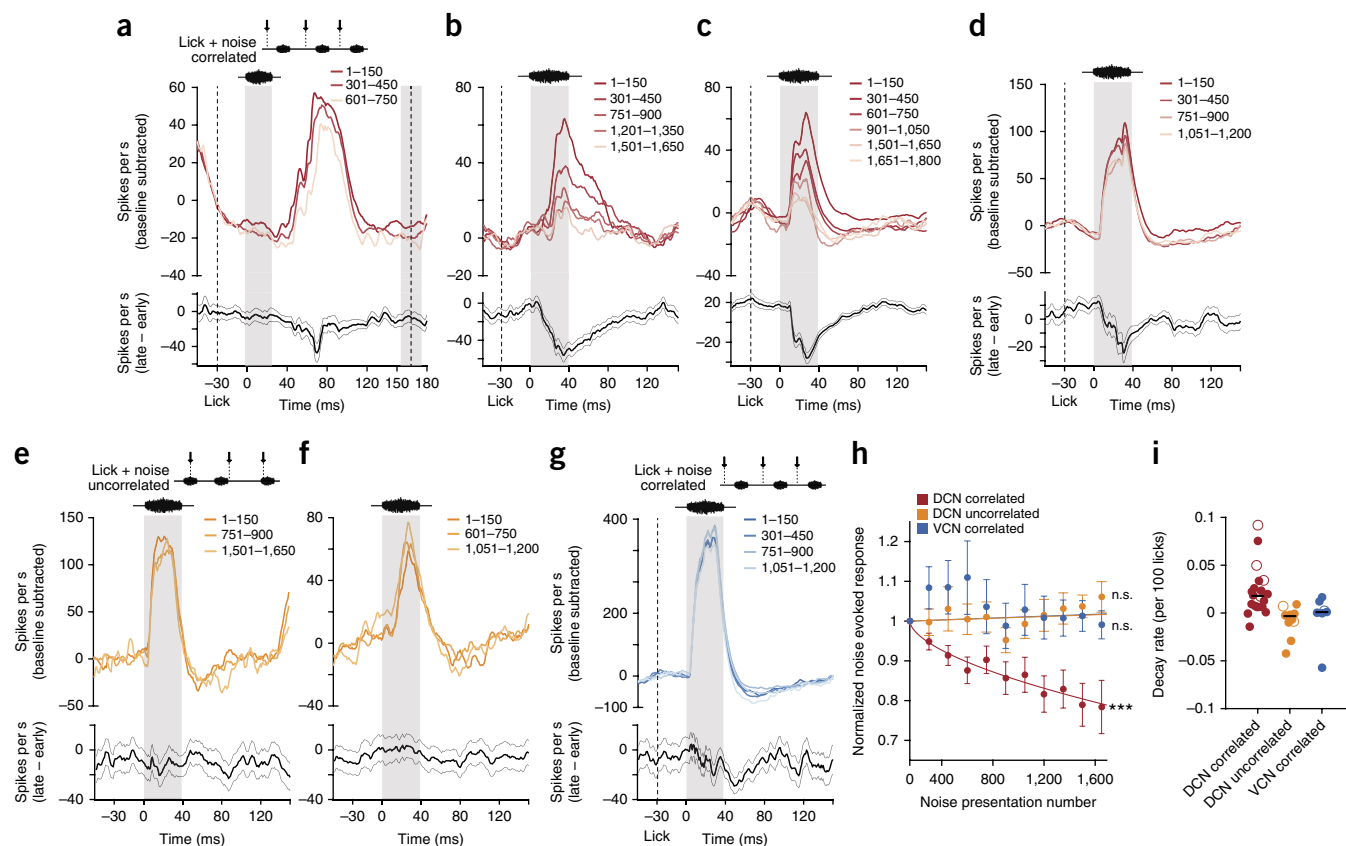 a
Lick + noise
correlated
1–150
301–450
601–750
60
40
20
0
−20
−40
Spikes per s
(baseline subtracted)
0
−40
Spikes per s
(late – early)
−30
0
40
80
120
150
180
Lick
Time (ms)
b
1–150
301–450
751–900
1,201–1,350
1,501–1,650
80
60
40
20
0
−20
0
−40
−30
0
40
80
120
Lick
Time (ms)
c
1–150
301–450
601–750
901–1,050
1,501–1,650
1,651–1,800
80
40
0
−40
20
−20
−30
0
40
80
120
Lick
Time (ms)
d
1–150
301–450
751–900
1,051–1,200
150
100
50
0
−50
Spikes per s
(baseline subtracted)
0
−20
Spikes per s
(late – early)
−30
0
40
80
120
Lick
Time (ms)
e
Lick + noise
uncorrelated
1–150
751–900
1,501–1,650
150
100
50
0
−50
Spikes per s
(baseline subtracted)
0
−40
Spikes per s
(late – early)
−30
0
40
80
120
Time (ms)
f
1–150
601–750
1,051–1,200
80
40
0
−40
0
−40
−30
0
40
80
120
Time (ms)
g
Lick + noise
correlated
1–150
301–450
751–900
1,051–1,200
400
200
0
−100
Spikes per s
(baseline subtracted)
0
−40
Spikes per s
(late – early)
−30
0
40
80
120
Lick
Time (ms)
h
DCN correlated
DCN uncorrelated
VCN correlated
1.2
1.1
1
0.9
0.8
0.7
Normalized noise evoked response
n.s.
n.s.
***
0
400
800
1,200
1,600
Noise presentation number
i
0.1
0.05
0
−0.05
−0.1
Decay rate (per 100 licks)
DCN correlated
DCN uncorrelated
VCN correlated